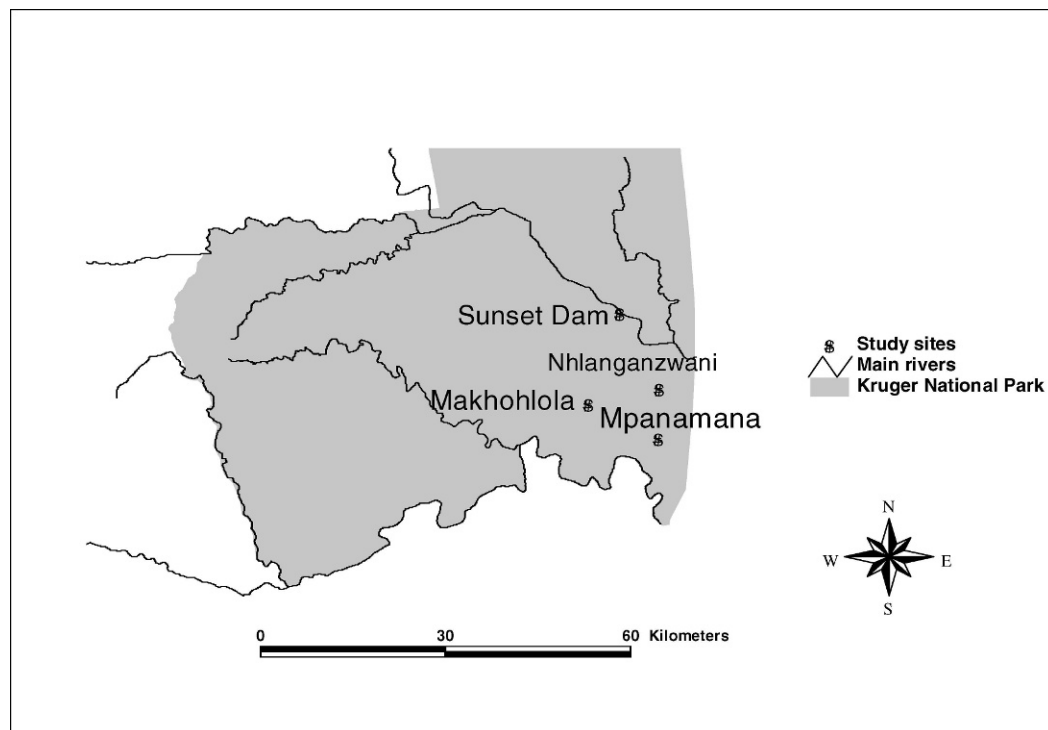 Sunset Dam
Nhlanganzwani
Makhohlola
Mpanamana
Study sites
Main rivers
Kruger National Park
N
W E
S
0 30 60 Kilometers